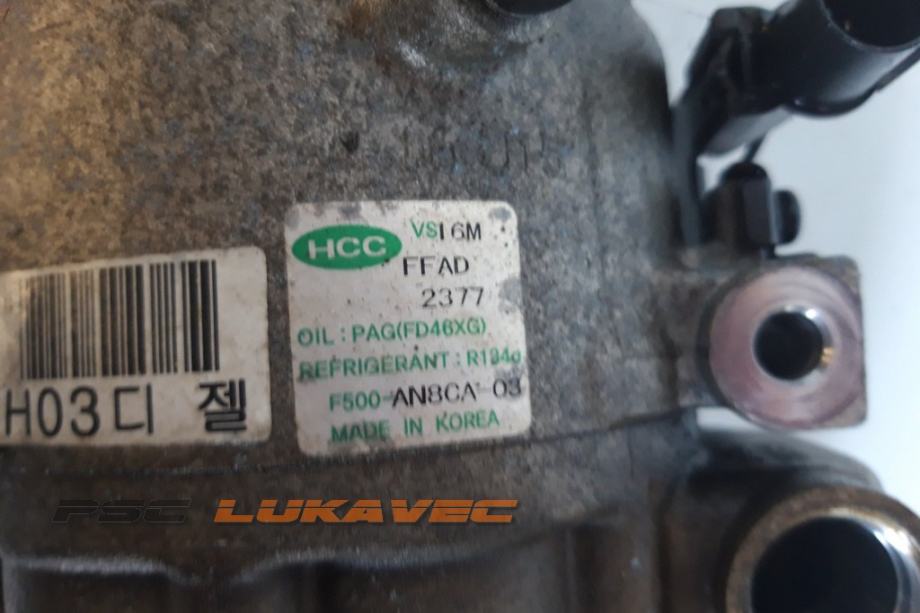 HCC VS16M
FFAD
2377
OIL : PAG(FD46XG)
REFRIGERANT : R134a
F500-AN8CA-03
MADE IN KOREA
H03디 젤
PSC LUKAVEC